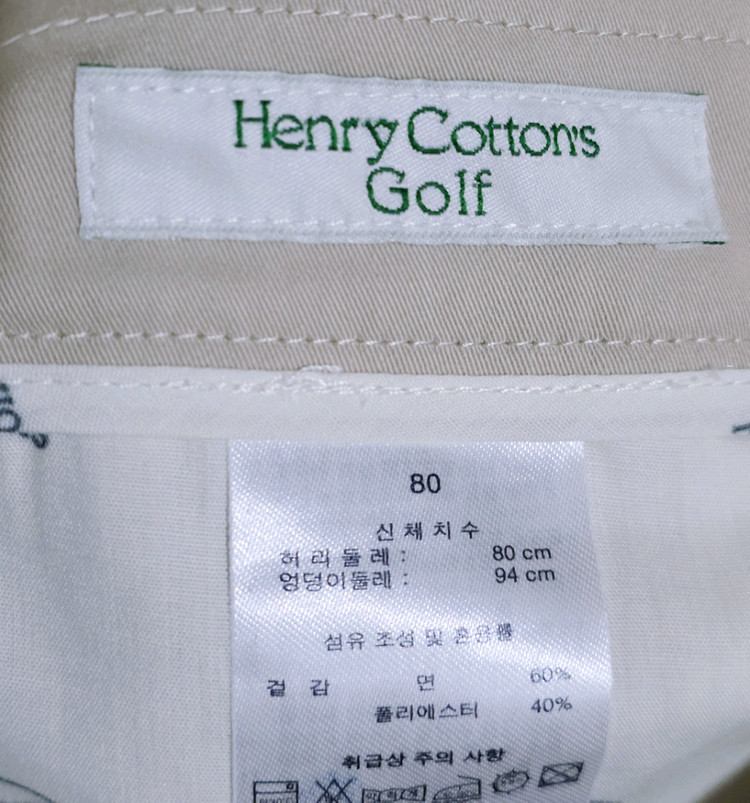 Henry Cotton's
Golf
80
신체치수
허리둘레 : 80 cm
엉덩이둘레 : 94 cm
섬유 조성 및 혼용률
겉 감 면 60%
폴리에스터 40%
취급상 주의 사항